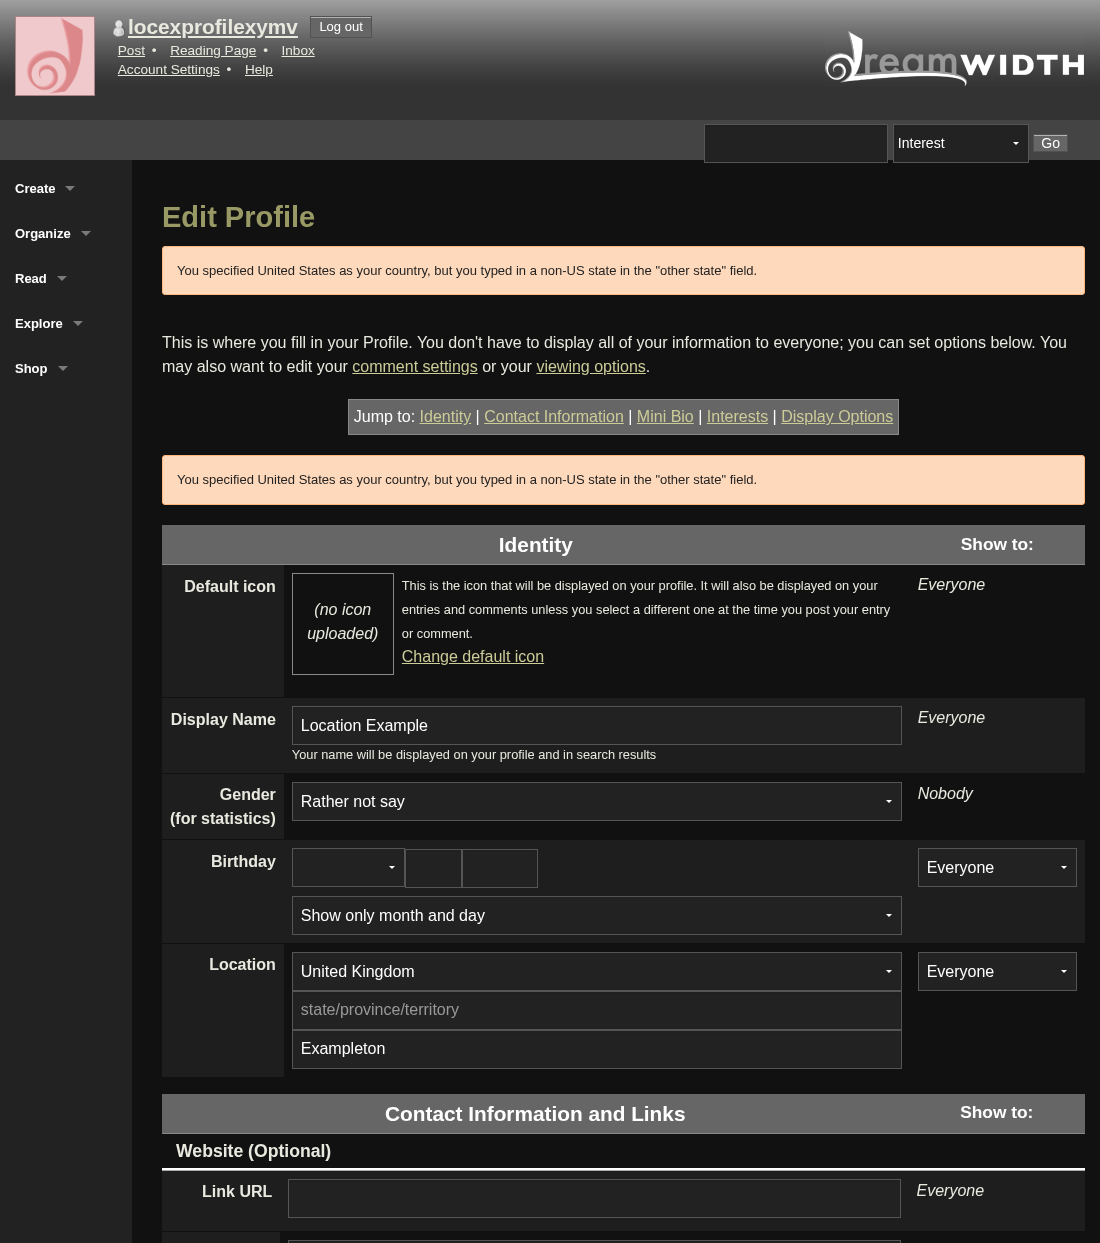 locexprofilexymv Log out
Post • Reading Page • Inbox
Account Settings • Help
dreamwidth
Interest Go
Create
Organize
Read
Explore
Shop
Edit Profile
You specified United States as your country, but you typed in a non-US state in the "other state" field.
This is where you fill in your Profile. You don't have to display all of your information to everyone; you can set options below. You
may also want to edit your comment settings or your viewing options.
Jump to: Identity | Contact Information | Mini Bio | Interests | Display Options
You specified United States as your country, but you typed in a non-US state in the "other state" field.
Identity Show to:
Default icon
(no icon
uploaded)
This is the icon that will be displayed on your profile. It will also be displayed on your
entries and comments unless you select a different one at the time you post your entry
or comment.
Change default icon
Everyone
Display Name Location Example Everyone
Your name will be displayed on your profile and in search results
Gender
(for statistics)
Rather not say
Nobody
Birthday Everyone
Show only month and day
Location United Kingdom Everyone
state/province/territory
Exampleton
Contact Information and Links Show to:
Website (Optional)
Link URL Everyone